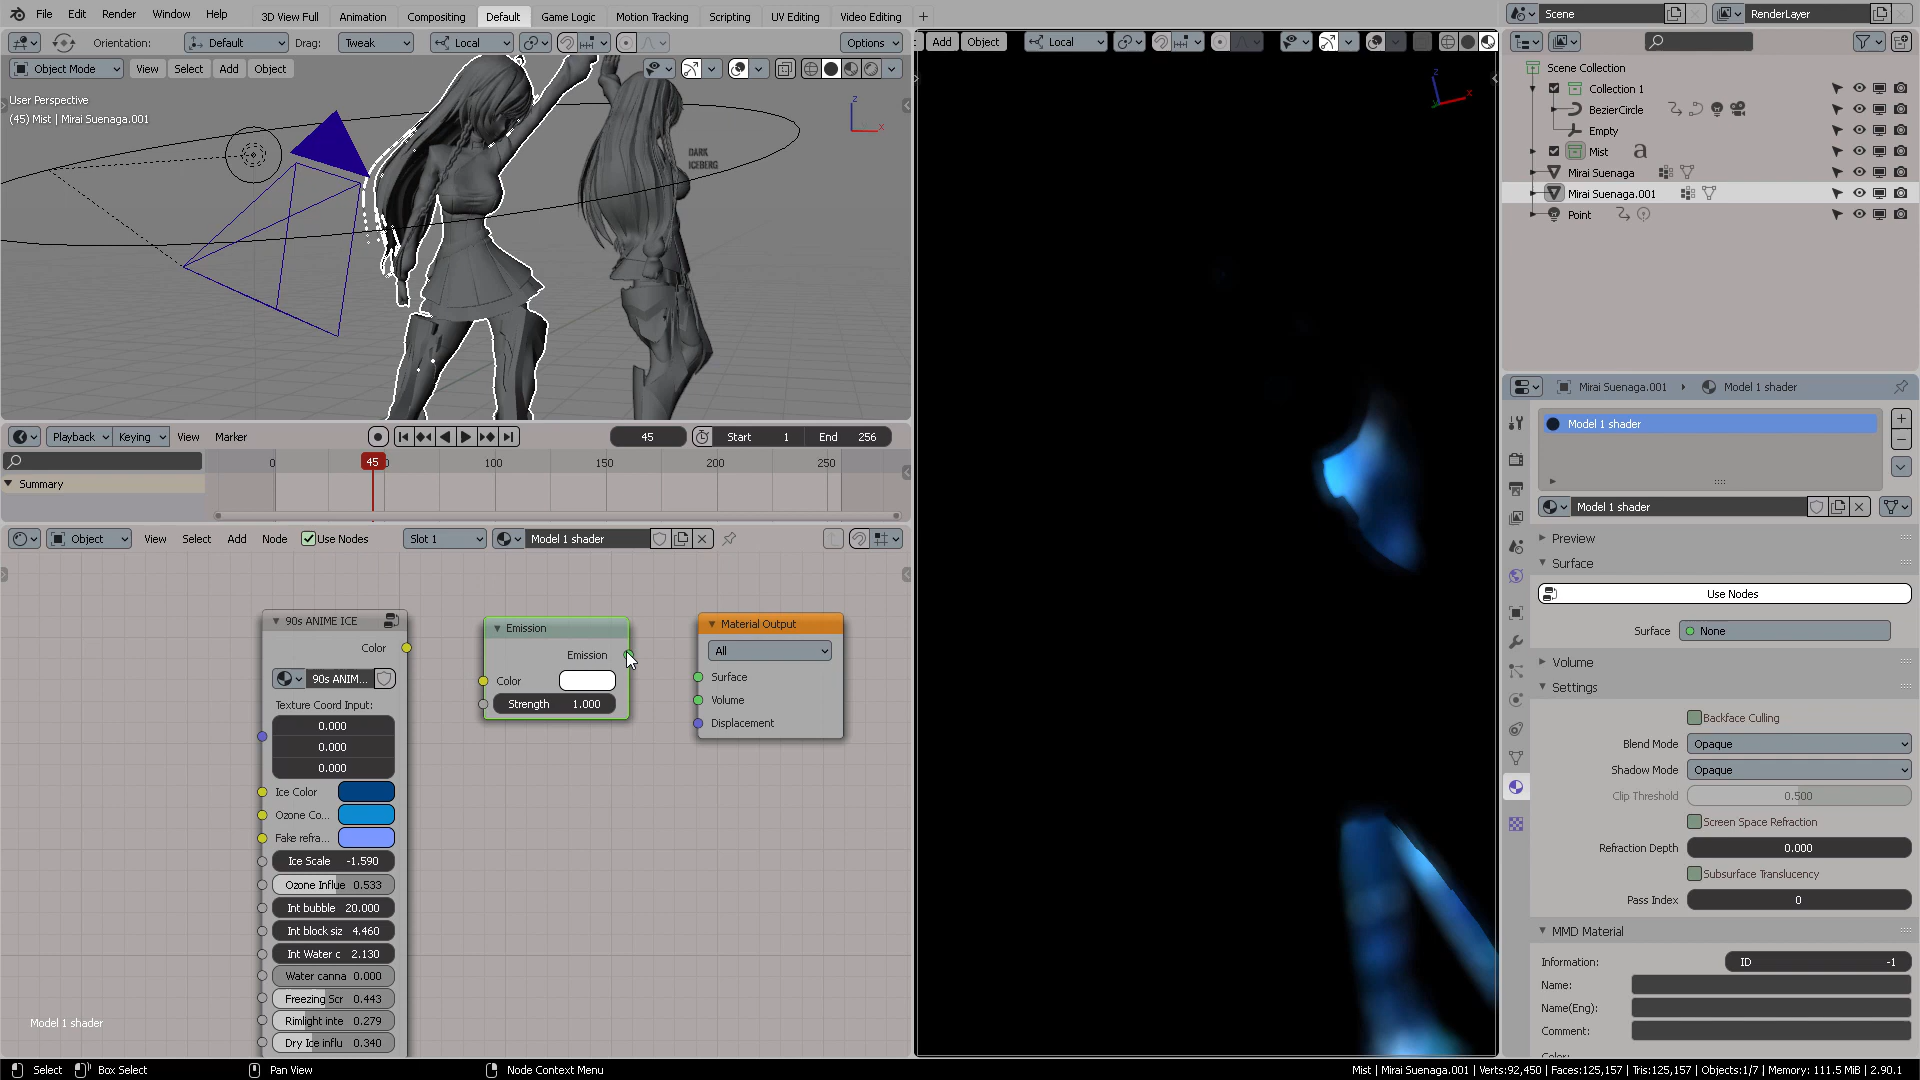 File Edit Render Window Help 3D View Full Animation Compositing Default Game Logic Motion Tracking Scripting UV Editing Video Editing + Scene RenderLayer
Orientation: Default Drag: Tweak Local Options Add Object Local
Object Mode View Select Add Object
User Perspective
(45) Mist | Mirai Suenaga.001
Z
X
DARK
ICEBERG
Z
X
Scene Collection
Collection 1
BezierCircle
Empty
Mist a
Mirai Suenaga
Mirai Suenaga.001
Point
Playback Keying View Marker 45 Start 1 End 256
0 45 100 150 200 250
Summary
Object View Select Add Node Use Nodes Slot 1 Model 1 shader
90s ANIME ICE
Color
90s ANIM...
Texture Coord Input:
0.000
0.000
0.000
Ice Color
Ozone Co...
Fake refra...
Ice Scale -1.590
Ozone Influe 0.533
Int bubble 20.000
Int block siz 4.460
Int Water c 2.130
Water canna 0.000
Freezing Scr 0.443
Rimlight inte 0.279
Dry Ice influ 0.340
Emission
Emission
Color
Strength 1.000
Material Output
All
Surface
Volume
Displacement
Model 1 shader
Mirai Suenaga.001 Model 1 shader
Model 1 shader
Model 1 shader
Preview
Surface
Use Nodes
Surface None
Volume
Settings
Backface Culling
Blend Mode Opaque
Shadow Mode Opaque
Clip Threshold 0.500
Screen Space Refraction
Refraction Depth 0.000
Subsurface Translucency
Pass Index 0
MMD Material
Information: ID -1
Name:
Name(Eng):
Comment:
Color:
Select Box Select Pan View Node Context Menu Mist | Mirai Suenaga.001 | Verts:92,450 | Faces:125,157 | Tris:125,157 | Objects:1/7 | Memory: 111.5 MiB | 2.90.1